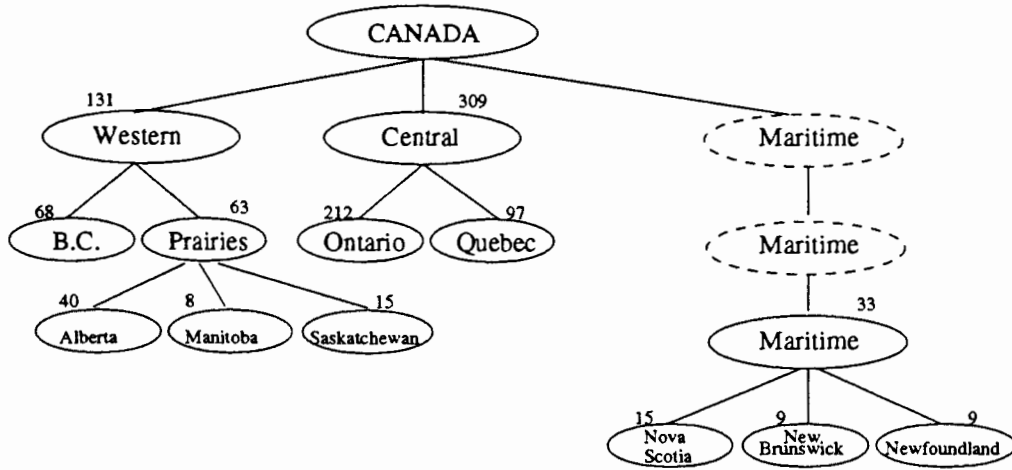 CANADA
131
309
Western
Central
Maritime
68
63
212
97
B.C.
Prairies
Ontario
Quebec
Maritime
40
8
15
33
Alberta
Manitoba
Saskatchewan
Maritime
15
9
9
Nova
Scotia
New.
Brunswick
Newfoundland